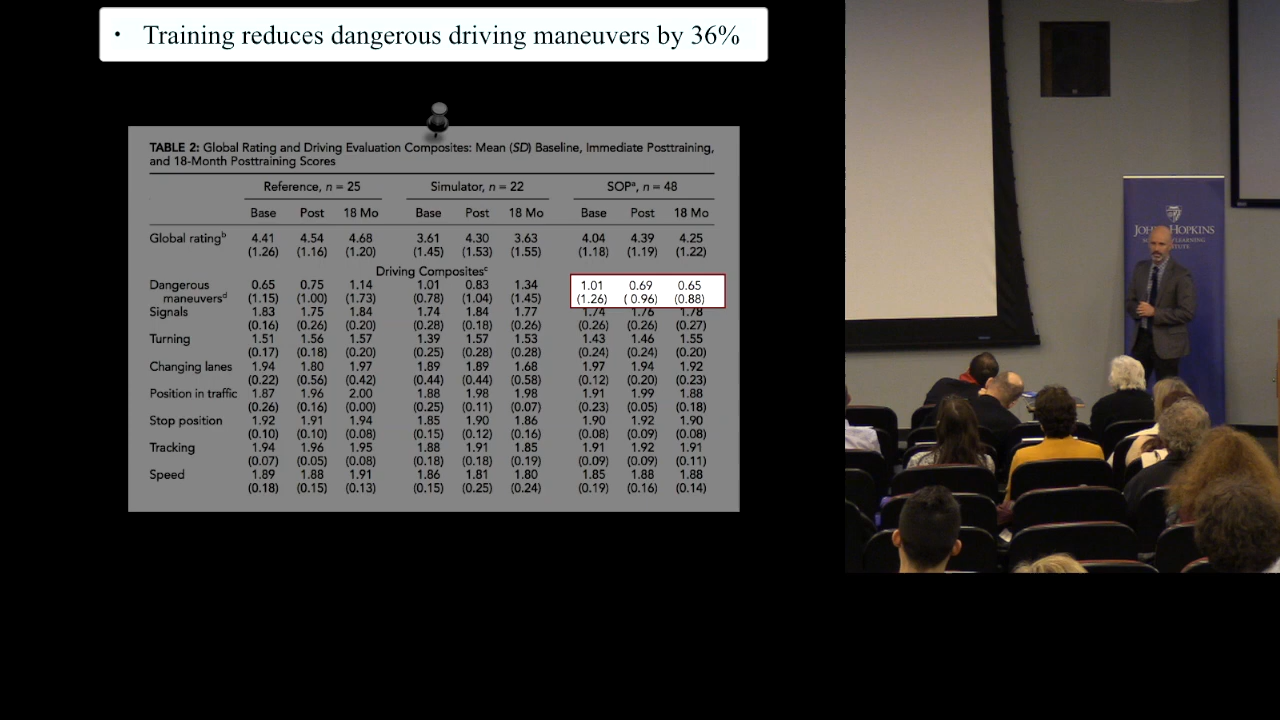 • Training reduces dangerous driving maneuvers by 36%
TABLE 2: Global Rating and Driving Evaluation Composites: Mean (SD) Baseline, Immediate Posttraining,
and 18-Month Posttraining Scores
Reference, n = 25 Simulator, n = 22 SOPᵃ, n = 48
Base Post 18 Mo Base Post 18 Mo Base Post 18 Mo
Global ratingᵇ 4.41 4.54 4.68 3.61 4.30 3.63 4.04 4.39 4.25
(1.26) (1.16) (1.20) (1.45) (1.53) (1.55) (1.18) (1.19) (1.22)
Driving Compositesᶜ
Dangerous 0.65 0.75 1.14 1.01 0.83 1.34 1.01 0.69 0.65
maneuversᵈ (1.15) (1.00) (1.73) (0.78) (1.04) (1.45) (1.26) ( 0.96) (0.88)
Signals 1.83 1.75 1.84 1.74 1.84 1.77 1.74 1.76 1.78
(0.16) (0.26) (0.20) (0.28) (0.18) (0.26) (0.26) (0.26) (0.27)
Turning 1.51 1.56 1.57 1.39 1.57 1.53 1.43 1.46 1.55
(0.17) (0.18) (0.20) (0.25) (0.28) (0.28) (0.24) (0.24) (0.20)
Changing lanes 1.94 1.80 1.97 1.89 1.89 1.68 1.97 1.94 1.92
(0.22) (0.56) (0.42) (0.44) (0.44) (0.58) (0.12) (0.20) (0.23)
Position in traffic 1.87 1.96 2.00 1.88 1.98 1.98 1.91 1.99 1.88
(0.26) (0.16) (0.00) (0.25) (0.11) (0.07) (0.23) (0.05) (0.18)
Stop position 1.92 1.91 1.94 1.85 1.90 1.86 1.90 1.92 1.90
(0.10) (0.10) (0.08) (0.15) (0.12) (0.16) (0.08) (0.09) (0.08)
Tracking 1.94 1.96 1.95 1.88 1.91 1.85 1.91 1.92 1.91
(0.07) (0.05) (0.08) (0.18) (0.18) (0.19) (0.09) (0.09) (0.11)
Speed 1.89 1.88 1.91 1.86 1.81 1.80 1.85 1.88 1.88
(0.18) (0.15) (0.13) (0.15) (0.25) (0.24) (0.19) (0.16) (0.14)
HOPKINS